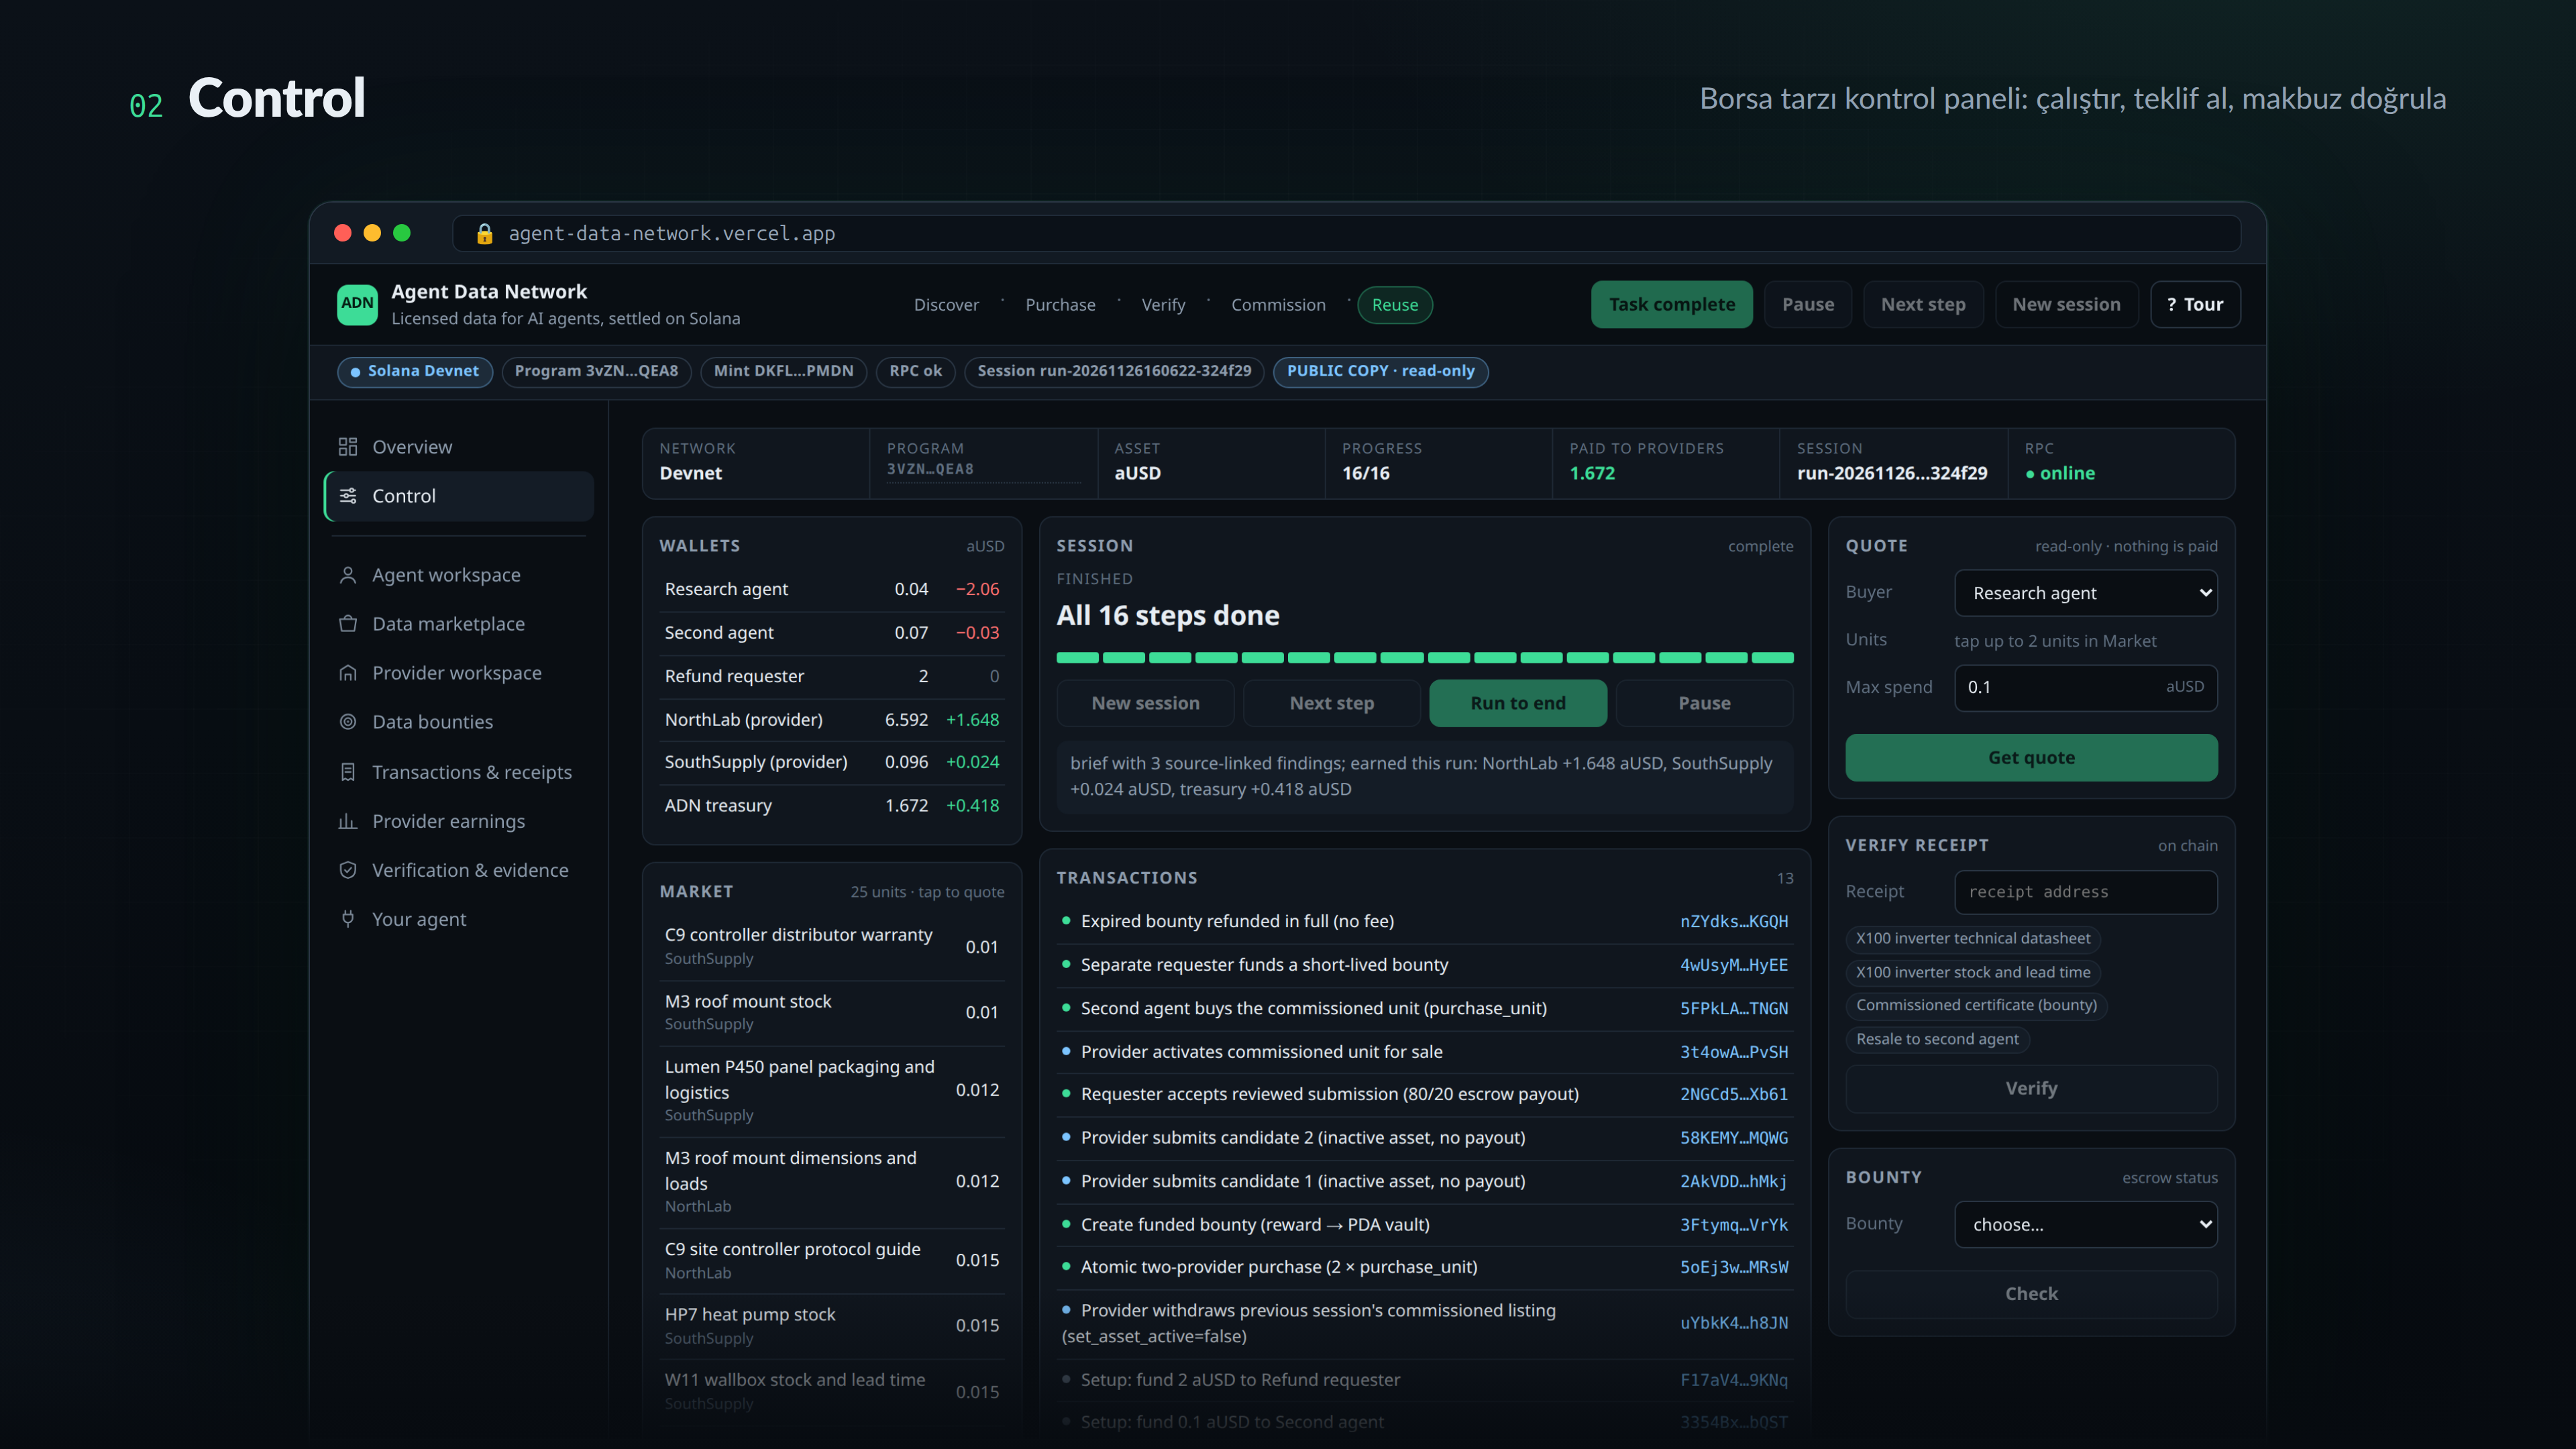 02 Control
Borsa tarzı kontrol paneli: çalıştır, teklif al, makbuz doğrula
agent-data-network.vercel.app
ADN
Agent Data Network
Licensed data for AI agents, settled on Solana
Discover · Purchase · Verify · Commission · Reuse
Task complete
Pause
Next step
New session
? Tour
Solana Devnet
Program 3vZN…QEA8
Mint DKFL…PMDN
RPC ok
Session run-20261126160622-324f29
PUBLIC COPY · read-only
Overview
Control
Agent workspace
Data marketplace
Provider workspace
Data bounties
Transactions & receipts
Provider earnings
Verification & evidence
Your agent
NETWORK
Devnet
PROGRAM
3VZN…QEA8
ASSET
aUSD
PROGRESS
16/16
PAID TO PROVIDERS
1.672
SESSION
run-20261126…324f29
RPC
● online
WALLETS aUSD
Research agent 0.04 −2.06
Second agent 0.07 −0.03
Refund requester 2 0
NorthLab (provider) 6.592 +1.648
SouthSupply (provider) 0.096 +0.024
ADN treasury 1.672 +0.418
MARKET 25 units · tap to quote
C9 controller distributor warranty 0.01
SouthSupply
M3 roof mount stock 0.01
SouthSupply
Lumen P450 panel packaging and
logistics 0.012
SouthSupply
M3 roof mount dimensions and
loads 0.012
NorthLab
C9 site controller protocol guide 0.015
NorthLab
HP7 heat pump stock 0.015
SouthSupply
W11 wallbox stock and lead time 0.015
SouthSupply
SESSION complete
FINISHED
All 16 steps done
New session
Next step
Run to end
Pause
brief with 3 source-linked findings; earned this run: NorthLab +1.648 aUSD, SouthSupply
+0.024 aUSD, treasury +0.418 aUSD
TRANSACTIONS 13
Expired bounty refunded in full (no fee) nZYdks…KGQH
Separate requester funds a short-lived bounty 4wUsyM…HyEE
Second agent buys the commissioned unit (purchase_unit) 5FPkLA…TNGN
Provider activates commissioned unit for sale 3t4owA…PvSH
Requester accepts reviewed submission (80/20 escrow payout) 2NGCd5…Xb61
Provider submits candidate 2 (inactive asset, no payout) 58KEMY…MQWG
Provider submits candidate 1 (inactive asset, no payout) 2AkVDD…hMkj
Create funded bounty (reward → PDA vault) 3Ftymq…VrYk
Atomic two-provider purchase (2 × purchase_unit) 5oEj3w…MRsW
Provider withdraws previous session's commissioned listing
(set_asset_active=false) uYbkK4…h8JN
Setup: fund 2 aUSD to Refund requester F17aV4…9KNq
Setup: fund 0.1 aUSD to Second agent 3354Bx…bQST
QUOTE read-only · nothing is paid
Buyer Research agent
Units tap up to 2 units in Market
Max spend 0.1 aUSD
Get quote
VERIFY RECEIPT on chain
Receipt receipt address
X100 inverter technical datasheet
X100 inverter stock and lead time
Commissioned certificate (bounty)
Resale to second agent
Verify
BOUNTY escrow status
Bounty choose…
Check